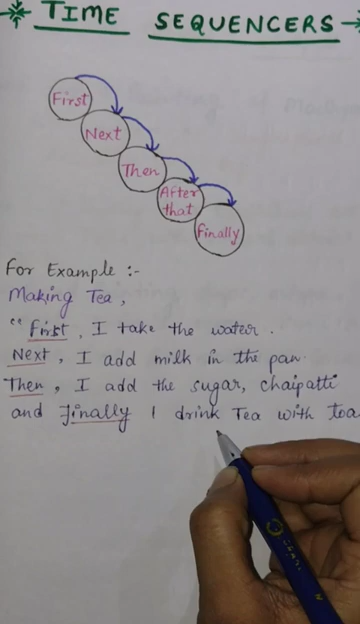 TIME SEQUENCERS
First
Next
Then
After
that
Finally
For Example :-
Making Tea,
"First, I take the water.
Next, I add milk in the pan.
Then, I add the sugar, chaipatti
and Finally I drink Tea with